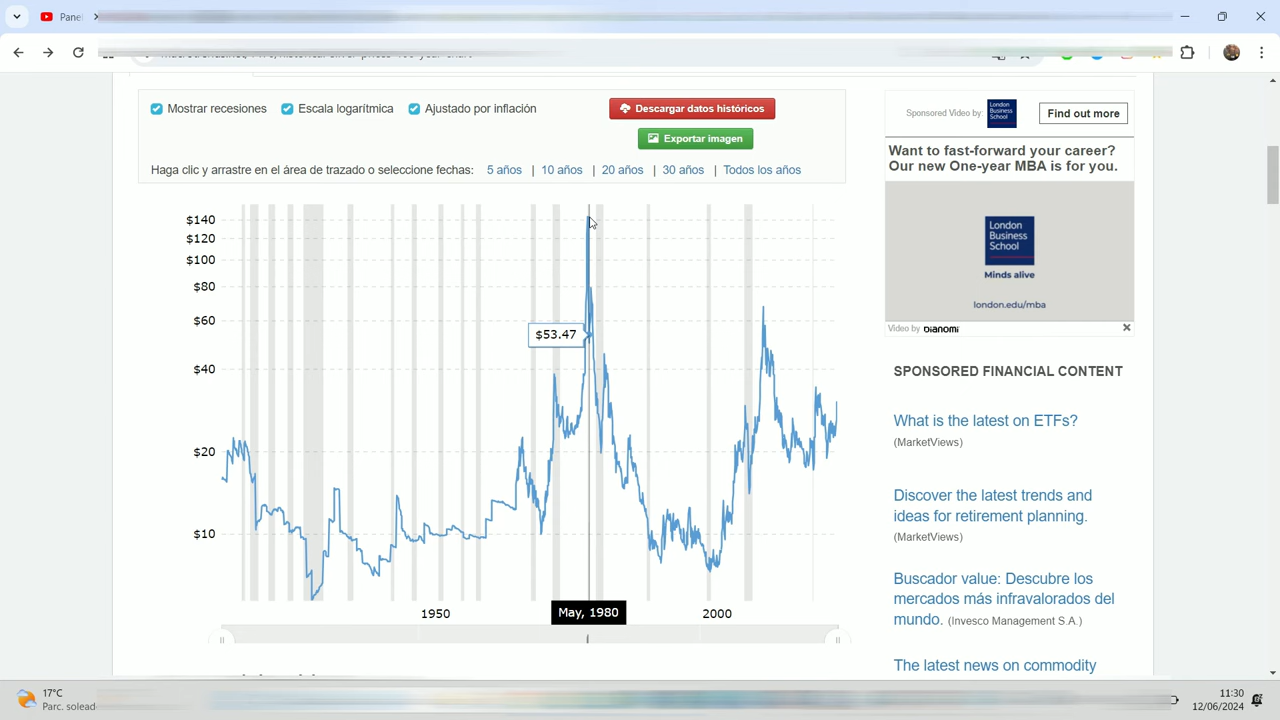 Pane
Mostrar recesiones Escala logarítmica Ajustado por inflación
Descargar datos históricos
Exportar imagen
Haga clic y arrastre en el área de trazado o seleccione fechas: 5 años | 10 años | 20 años | 30 años | Todos los años
$140
$120
$100
$80
$60
$40
$20
$10
$53.47
1950
May, 1980
2000
Sponsored Video by
London
Business
School
Find out more
Want to fast-forward your career?
Our new One-year MBA is for you.
London
Business
School
Minds alive
london.edu/mba
Video by DIANOMI
SPONSORED FINANCIAL CONTENT
What is the latest on ETFs?
(MarketViews)
Discover the latest trends and
ideas for retirement planning.
(MarketViews)
Buscador value: Descubre los
mercados más infravalorados del
mundo. (Invesco Management S.A.)
The latest news on commodity
17°C
Parc. solead
11:30
12/06/2024